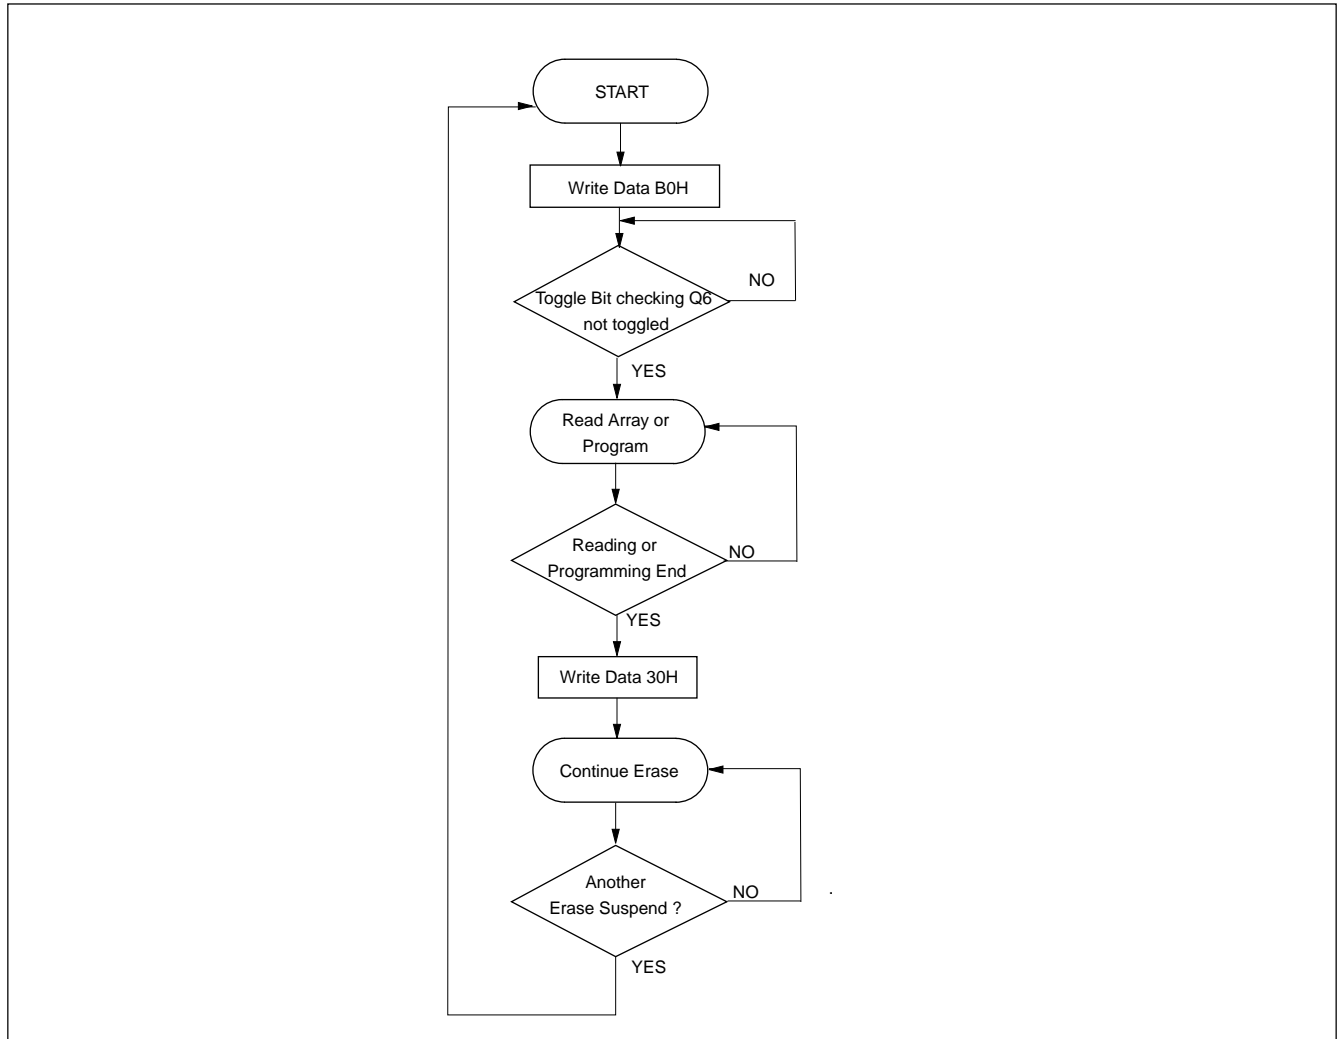 START
Write Data B0H
NO
Toggle Bit checking Q6
not toggled
YES
Read Array or
Program
Reading or
NO
Programming End
YES
Write Data 30H
Continue Erase
Another
NO
Erase Suspend ?
.
YES